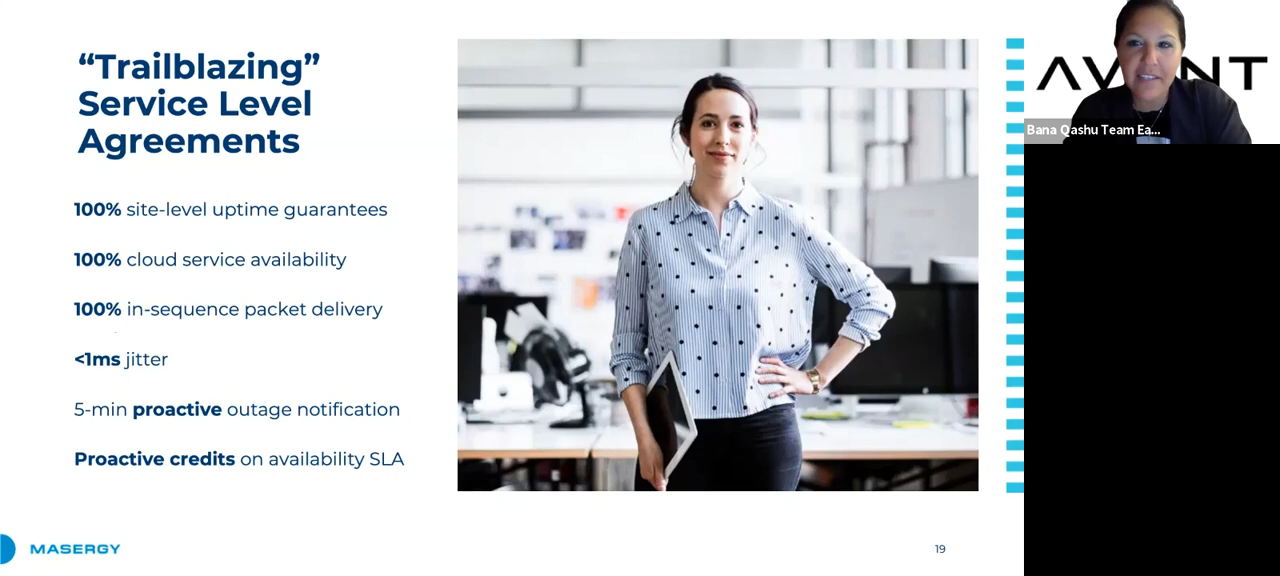 “Trailblazing”
Service Level
Agreements
100% site-level uptime guarantees
100% cloud service availability
100% in-sequence packet delivery
<1ms jitter
5-min proactive outage notification
Proactive credits on availability SLA
MASERGY
19
Bana Qashu Team Ea...